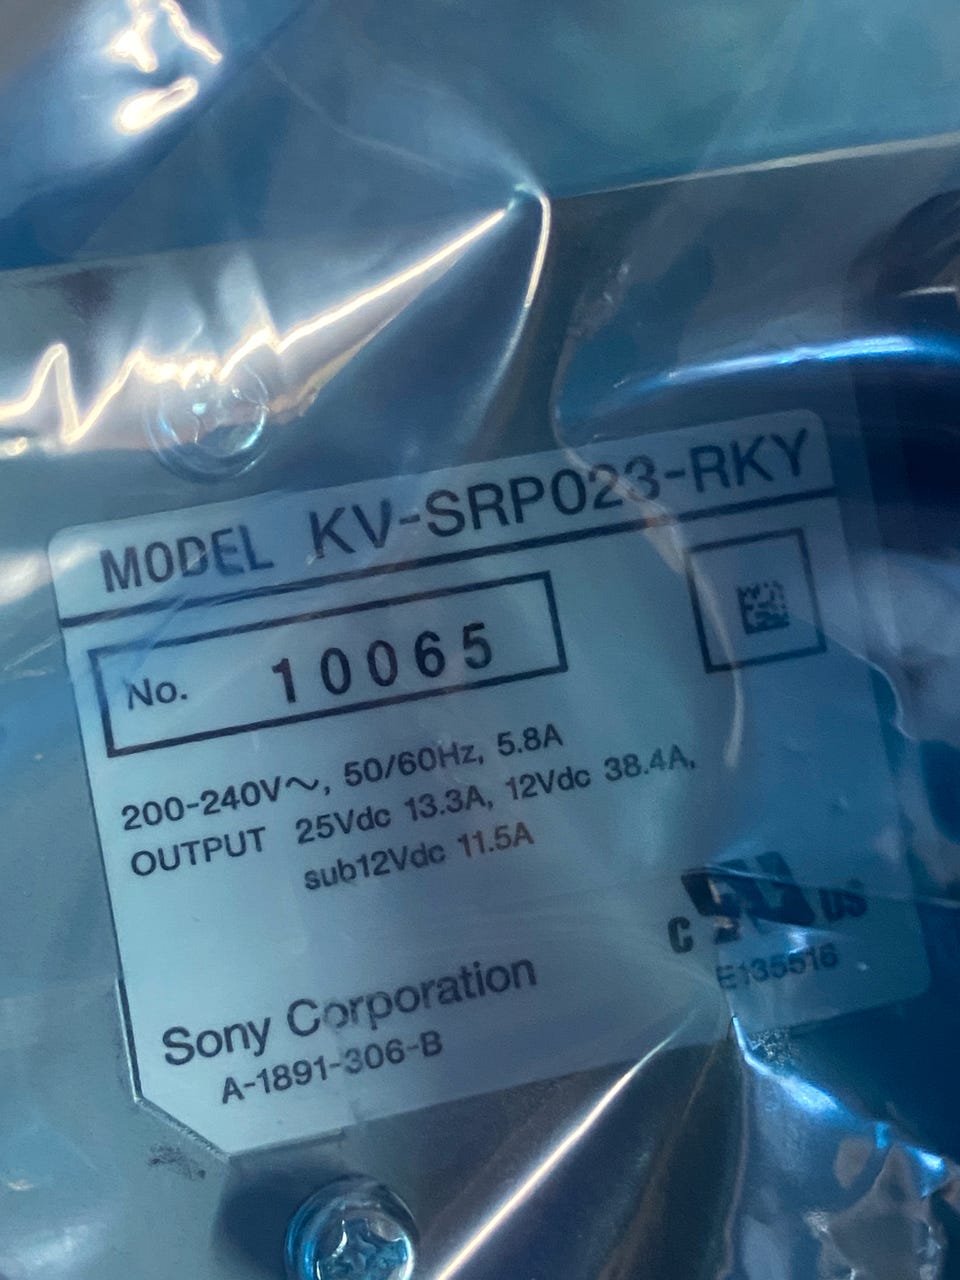 MODEL KV-SRP023-RKY
No. 10065
200-240V～, 50/60Hz, 5.8A
OUTPUT 25Vdc 13.3A, 12Vdc 38.4A,
sub12Vdc 11.5A
C US
E135516
Sony Corporation
A-1891-306-B